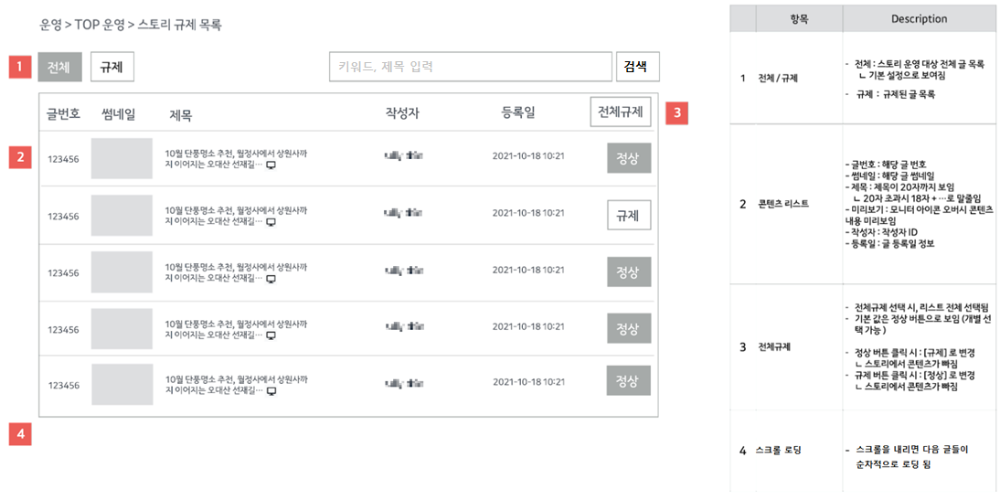 운영 > TOP 운영 > 스토리 규제 목록
1 전체 규제 키워드, 제목 입력 검색
글번호 썸네일 제목 작성자 등록일 전체규제 3
2 123456 10월 단풍명소 추천, 월정사에서 상원사까
지 이어지는 오대산 선재길… 2021-10-18 10:21 정상
123456 10월 단풍명소 추천, 월정사에서 상원사까
지 이어지는 오대산 선재길… 2021-10-18 10:21 규제
123456 10월 단풍명소 추천, 월정사에서 상원사까
지 이어지는 오대산 선재길… 2021-10-18 10:21 정상
123456 10월 단풍명소 추천, 월정사에서 상원사까
지 이어지는 오대산 선재길… 2021-10-18 10:21 정상
123456 10월 단풍명소 추천, 월정사에서 상원사까
지 이어지는 오대산 선재길… 2021-10-18 10:21 정상
4
항목 Description
1 전체 / 규제
- 전체 : 스토리 운영 대상 전체 글 목록
ㄴ 기본 설정으로 보여짐
- 규제 : 규제된 글 목록
2 콘텐츠 리스트
- 글번호 : 해당 글 번호
- 썸네일 : 해당 글 썸네일
- 제목 : 제목이 20자까지 보임
ㄴ 20자 초과시 18자 + …로 말줄임
- 미리보기 : 모니터 아이콘 오버시 콘텐츠
내용 미리보임
- 작성자 : 작성자 ID
- 등록일 : 글 등록일 정보
3 전체규제
- 전체규제 선택 시, 리스트 전체 선택됨
- 기본 값은 정상 버튼으로 보임 (개별 선
택 가능 )
- 정상 버튼 클릭 시 : [규제] 로 변경
ㄴ 스토리에서 콘텐츠가 빠짐
- 규제 버튼 클릭 시 : [정상] 로 변경
ㄴ 스토리에서 콘텐츠가 빠짐
4 스크롤 로딩
- 스크롤을 내리면 다음 글들이
순차적으로 로딩 됨